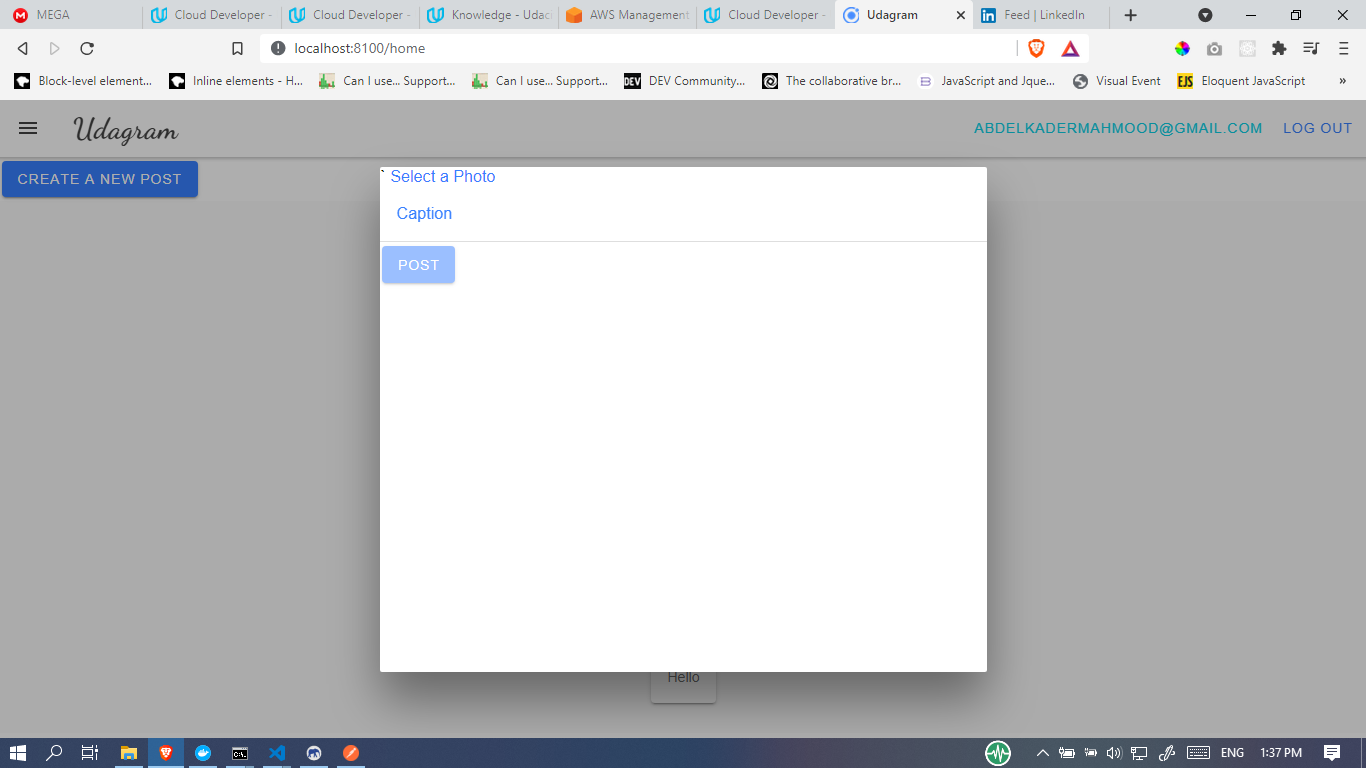 MEGA
Cloud Developer -
Cloud Developer -
Knowledge - Udac
AWS Management
Cloud Developer -
Udagram
Feed | LinkedIn
localhost:8100/home
Block-level element...
Inline elements - H...
Can I use... Support...
Can I use... Support...
DEV Community...
The collaborative br...
JavaScript and Jque...
Visual Event
Eloquent JavaScript
»
Udagram
ABDELKADERMAHMOOD@GMAIL.COM
LOG OUT
CREATE A NEW POST
` Select a Photo
Caption
POST
Hello
ENG
1:37 PM